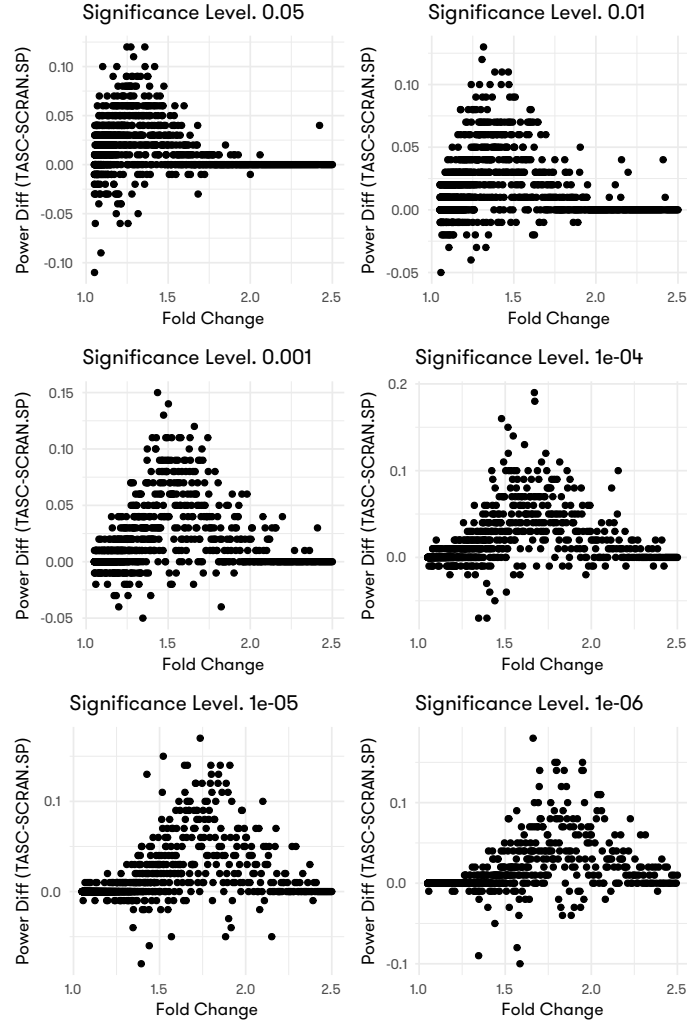 Significance Level. 0.05
Power Diff (TASC-SCRAN.SP)
0.10
0.05
0.00
-0.05
-0.10
1.0 1.5 2.0 2.5
Fold Change
Significance Level. 0.01
Power Diff (TASC-SCRAN.SP)
0.10
0.05
0.00
-0.05
1.0 1.5 2.0 2.5
Fold Change
Significance Level. 0.001
Power Diff (TASC-SCRAN.SP)
0.15
0.10
0.05
0.00
-0.05
1.0 1.5 2.0 2.5
Fold Change
Significance Level. 1e-04
Power Diff (TASC-SCRAN.SP)
0.2
0.1
0.0
1.0 1.5 2.0 2.5
Fold Change
Significance Level. 1e-05
Power Diff (TASC-SCRAN.SP)
0.1
0.0
1.0 1.5 2.0 2.5
Fold Change
Significance Level. 1e-06
Power Diff (TASC-SCRAN.SP)
0.1
0.0
-0.1
1.0 1.5 2.0 2.5
Fold Change